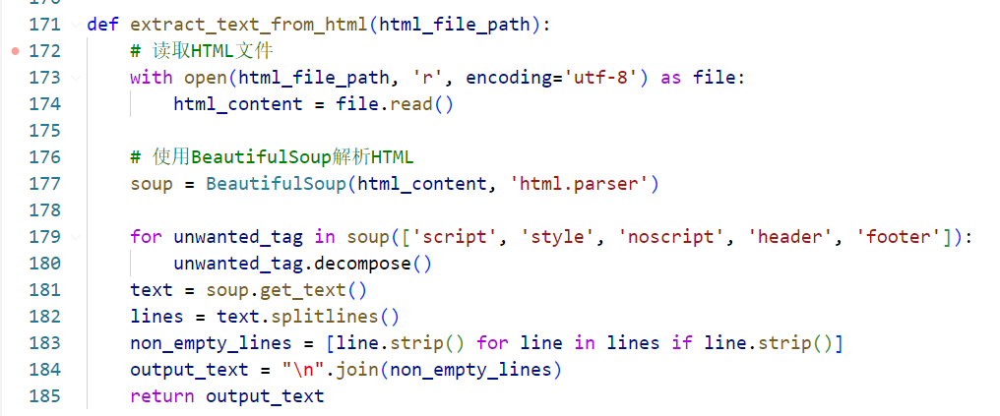 171 def extract_text_from_html(html_file_path):
172     # 读取HTML文件
173     with open(html_file_path, 'r', encoding='utf-8') as file:
174         html_content = file.read()
175
176     # 使用BeautifulSoup解析HTML
177     soup = BeautifulSoup(html_content, 'html.parser')
178
179     for unwanted_tag in soup(['script', 'style', 'noscript', 'header', 'footer']):
180         unwanted_tag.decompose()
181     text = soup.get_text()
182     lines = text.splitlines()
183     non_empty_lines = [line.strip() for line in lines if line.strip()]
184     output_text = "\n".join(non_empty_lines)
185     return output_text